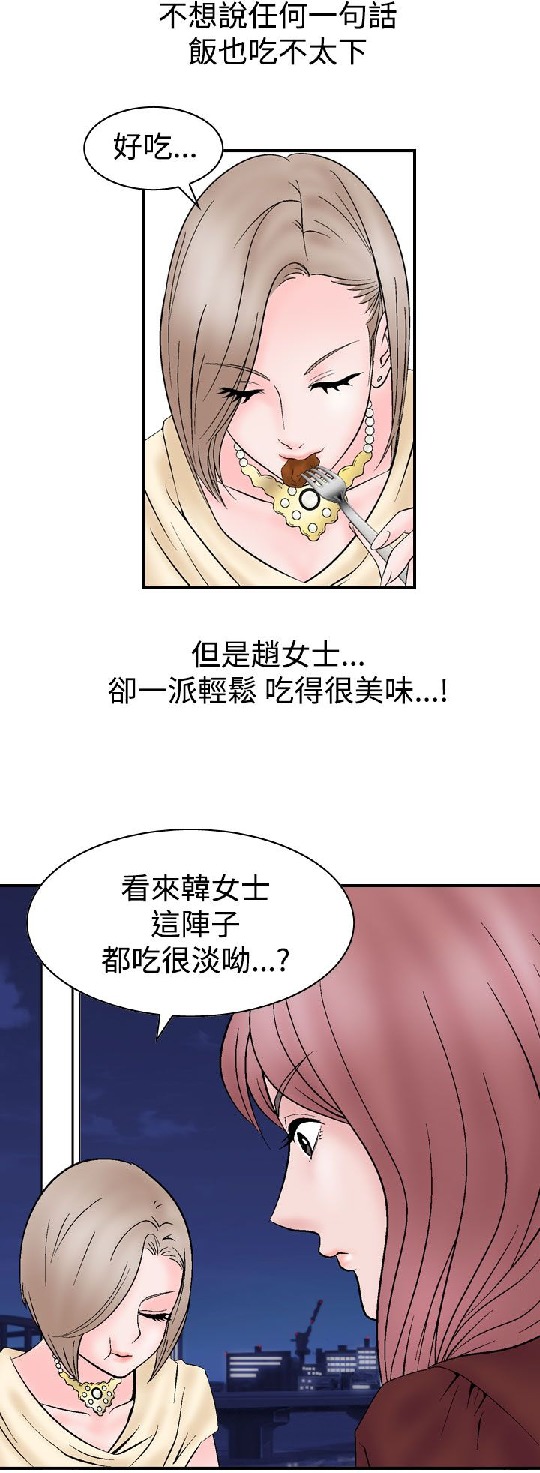 不想說任何一句話
飯也吃不太下
好吃...
但是趙女士...
卻一派輕鬆 吃得很美味...!
看來韓女士
這陣子
都吃很淡呦...?